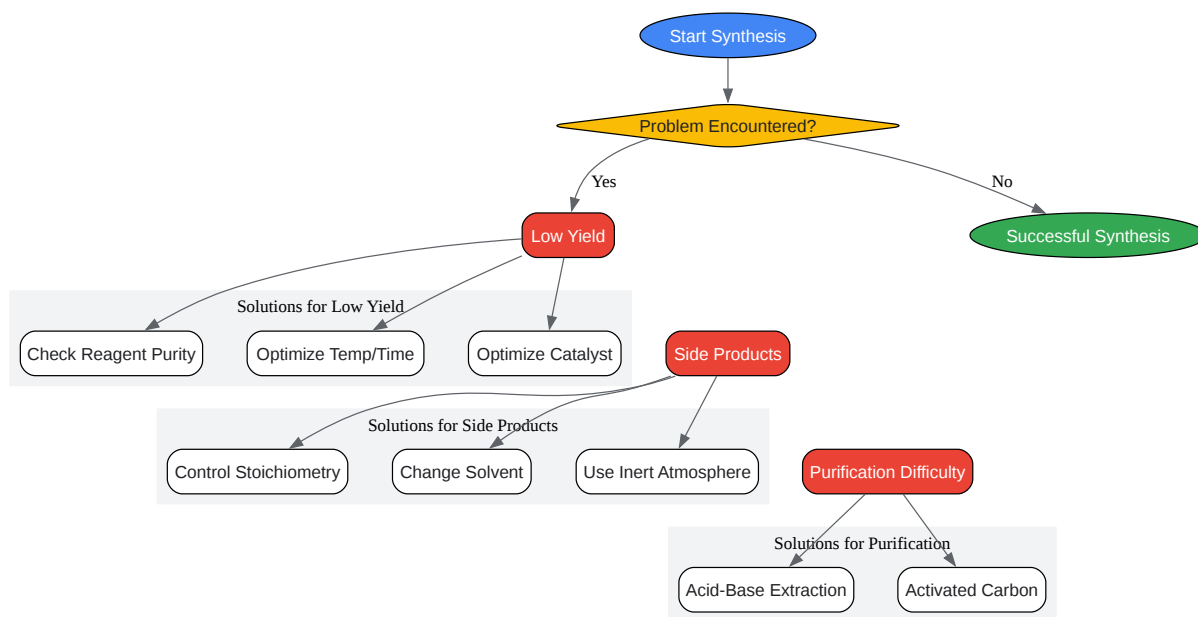 Start Synthesis
Problem Encountered?
Yes
No
Low Yield
Successful Synthesis
Solutions for Low Yield
Check Reagent Purity
Optimize Temp/Time
Optimize Catalyst
Side Products
Solutions for Side Products
Control Stoichiometry
Change Solvent
Use Inert Atmosphere
Purification Difficulty
Solutions for Purification
Acid-Base Extraction
Activated Carbon